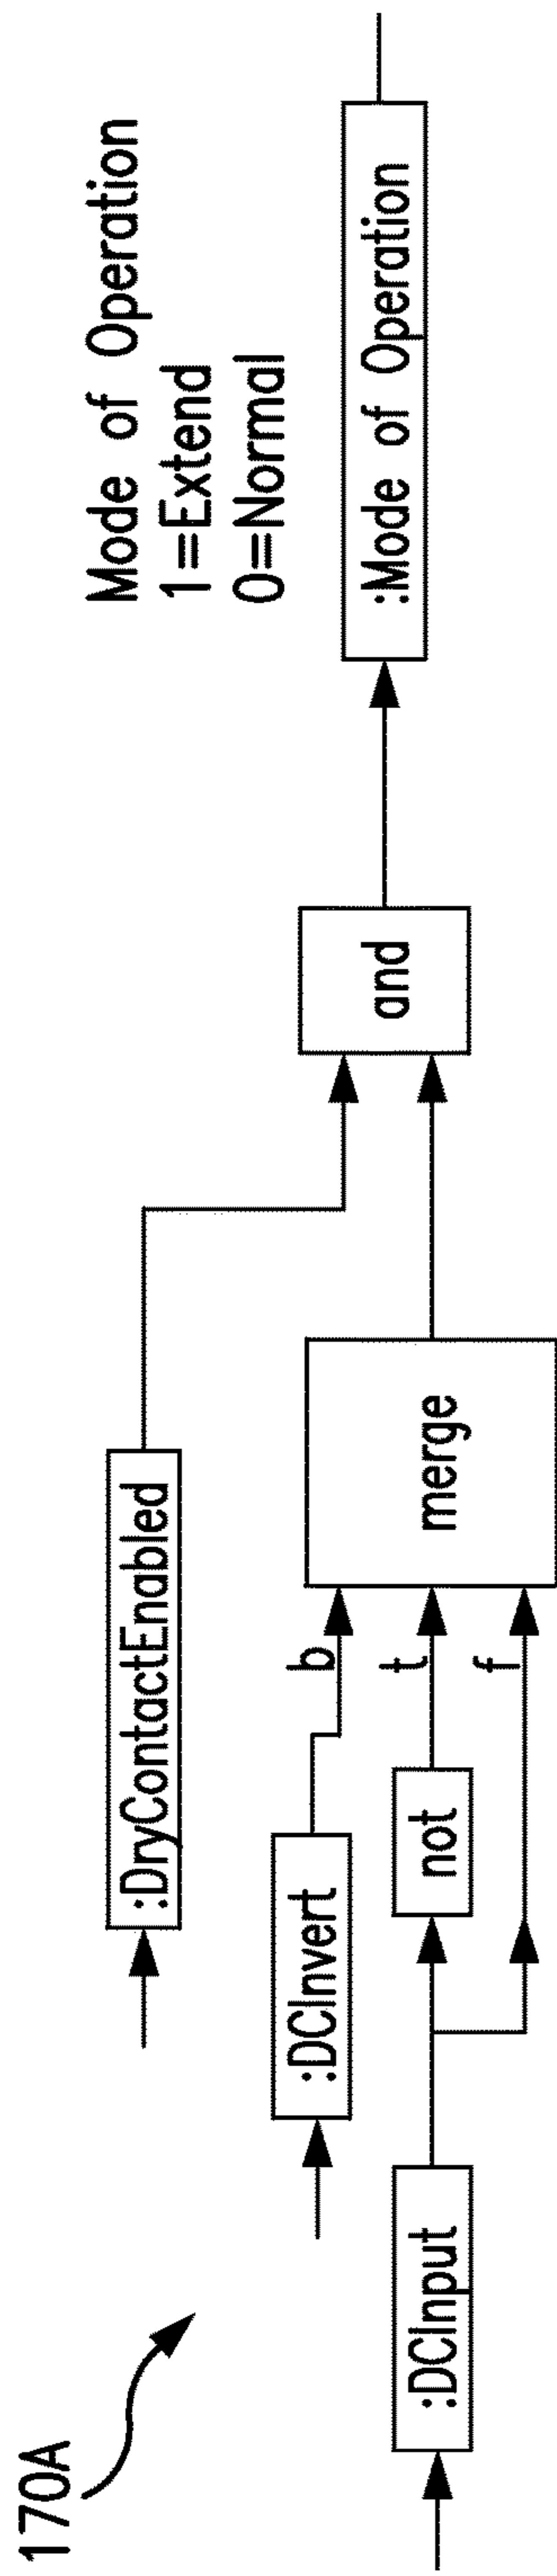 170A
Mode of Operation
1=Extend
0=Normal
:DryContactEnabled
:DCInvert
b
:DCInput
not
t
f
merge
and
:Mode of Operation